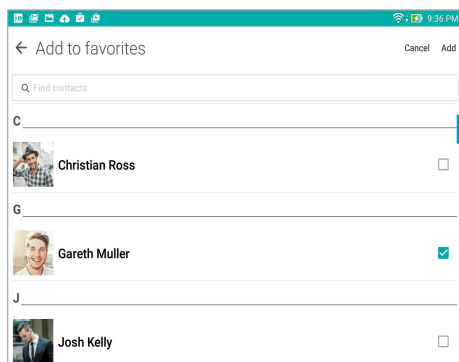 9:36 PM
Add to favorites
Cancel Add
Find contacts
C
Christian Ross
G
Gareth Muller
J
Josh Kelly